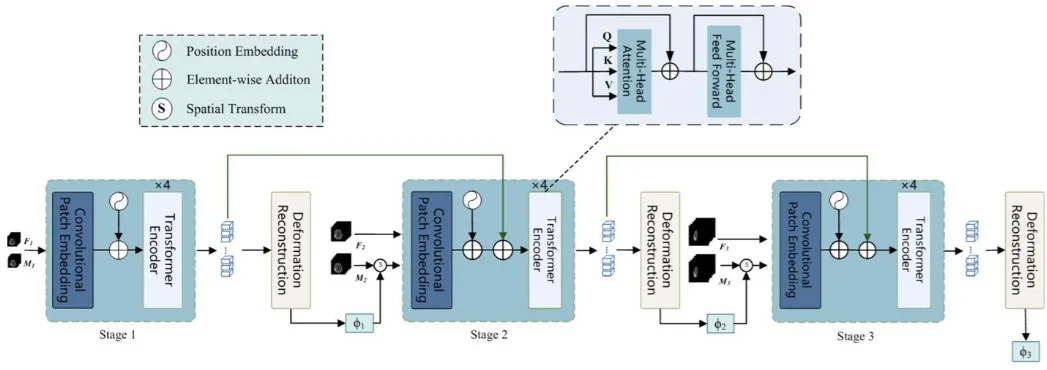 Position Embedding
Element-wise Additon
S Spatial Transform
Q
K
V
Multi-Head
Attention
Multi-Head
Feed Forward
F1
M1
Convolutional
Patch Embedding
×4
Transformer
Encoder
Stage 1
Deformation
Reconstruction
ϕ1
F2
M2
S
Convolutional
Patch Embedding
×4
Transformer
Encoder
Stage 2
Deformation
Reconstruction
ϕ2
F3
M3
S
Convolutional
Patch Embedding
×4
Transformer
Encoder
Stage 3
Deformation
Reconstruction
ϕ3